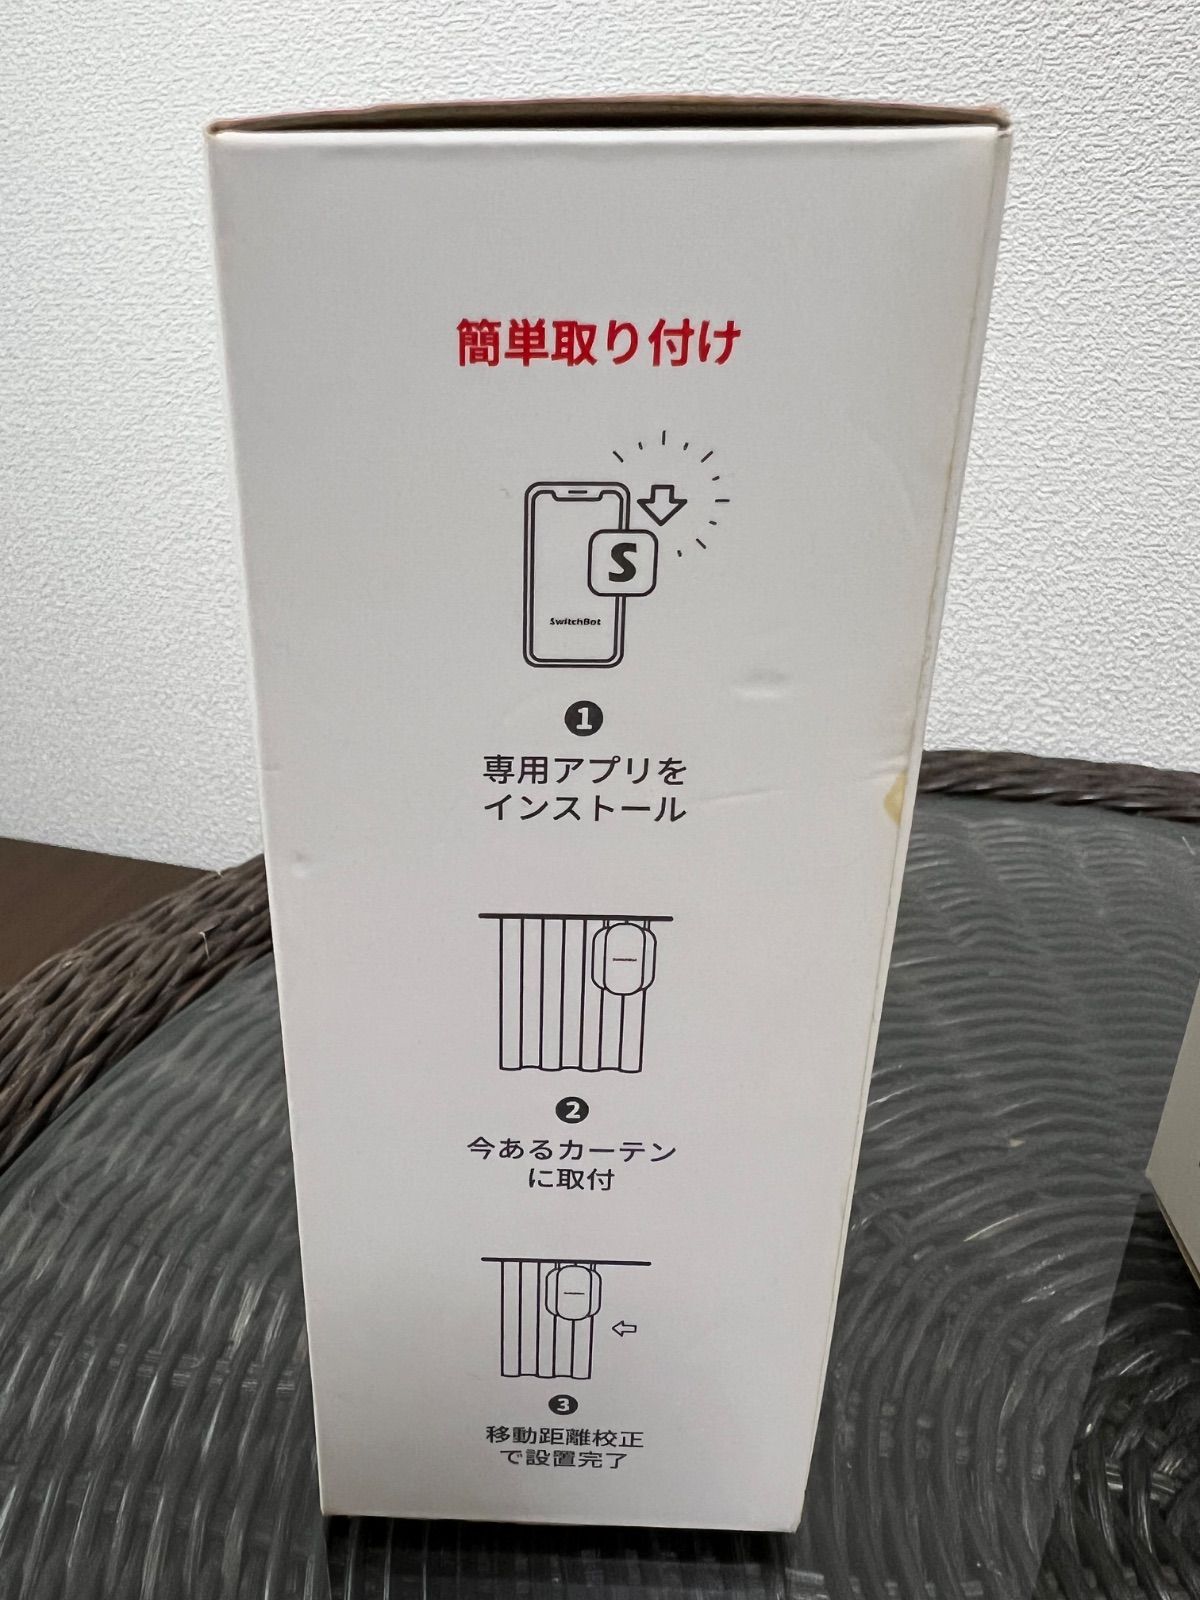 簡単取り付け
S
SwitchBot
1
専用アプリを
インストール
2
今あるカーテン
に取付
3
移動距離校正
で設置完了